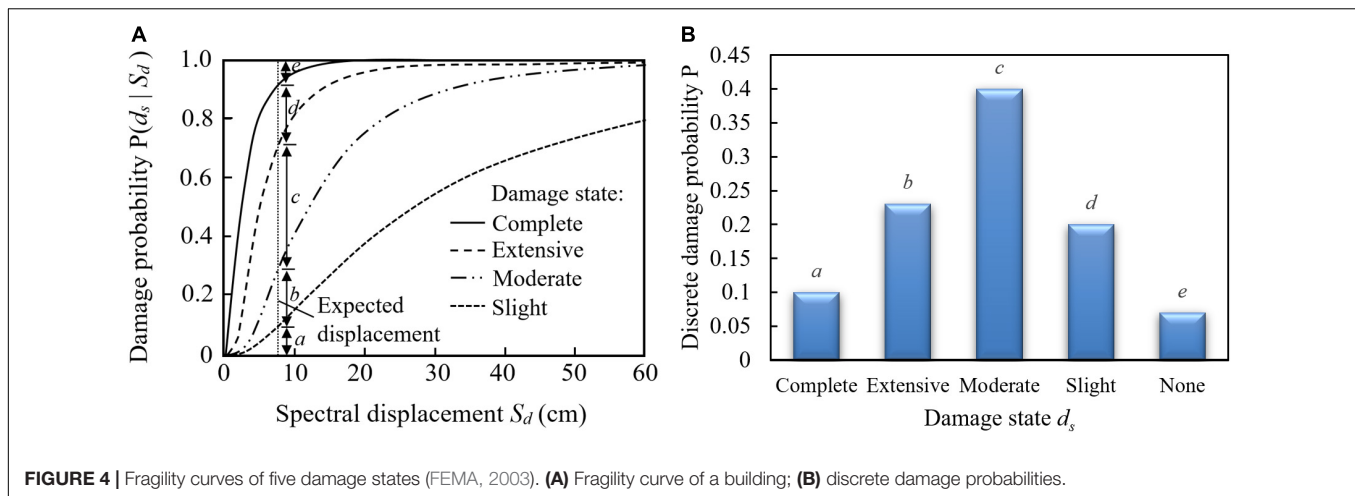 A
Damage probability P(d_s | S_d)
1.0
0.8
0.6
0.4
0.2
0
0
10
20
30
40
50
60
Spectral displacement S_d (cm)
e
d
c
b
a
Expected
displacement
Damage state:
Complete
Extensive
Moderate
Slight
B
Discrete damage probability P
0.45
0.4
0.35
0.3
0.25
0.2
0.15
0.1
0.05
0
a
b
c
d
e
Complete Extensive Moderate Slight None
Damage state d_s
FIGURE 4 | Fragility curves of five damage states (FEMA, 2003). (A) Fragility curve of a building; (B) discrete damage probabilities.